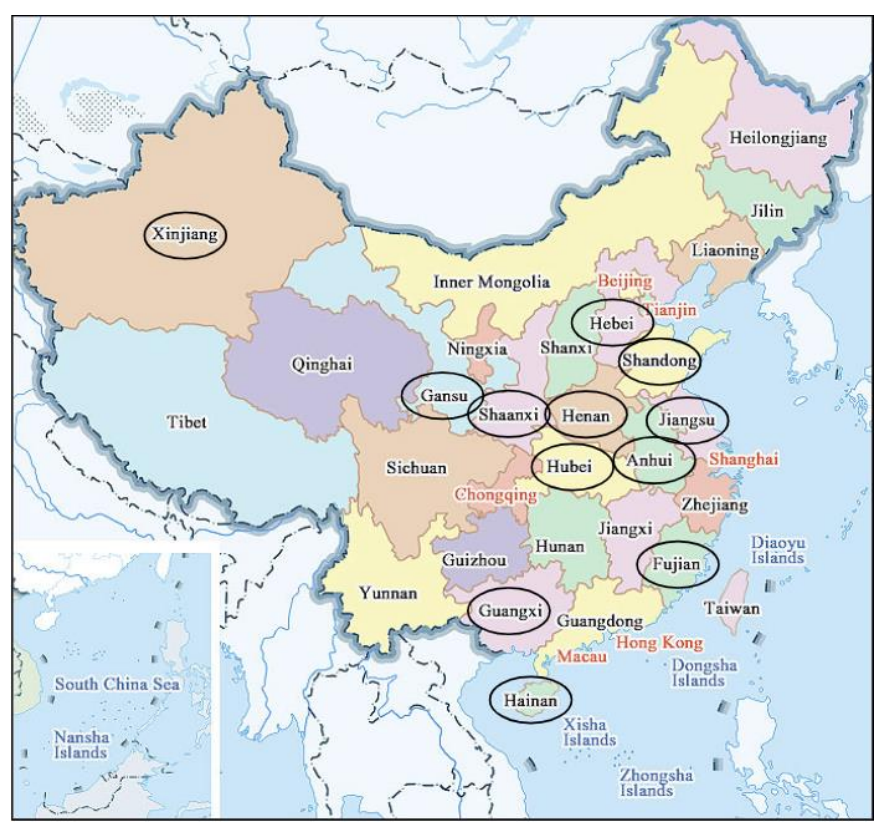 Heilongjiang
Jilin
Xinjiang
Liaoning
Inner Mongolia
Beijing
Tianjin
Hebei
Ningxia
Shanxi
Shandong
Qinghai
Gansu
Shaanxi
Henan
Jiangsu
Tibet
Sichuan
Hubei
Anhui
Shanghai
Chongqing
Zhejiang
Jiangxi
Hunan
Diaoyu
Islands
Guizhou
Fujian
Yunnan
Guangxi
Guangdong
Taiwan
Hong Kong
Macau
Dongsha
Islands
South China Sea
Hainan
Xisha
Islands
Nansha
Islands
Zhongsha
Islands